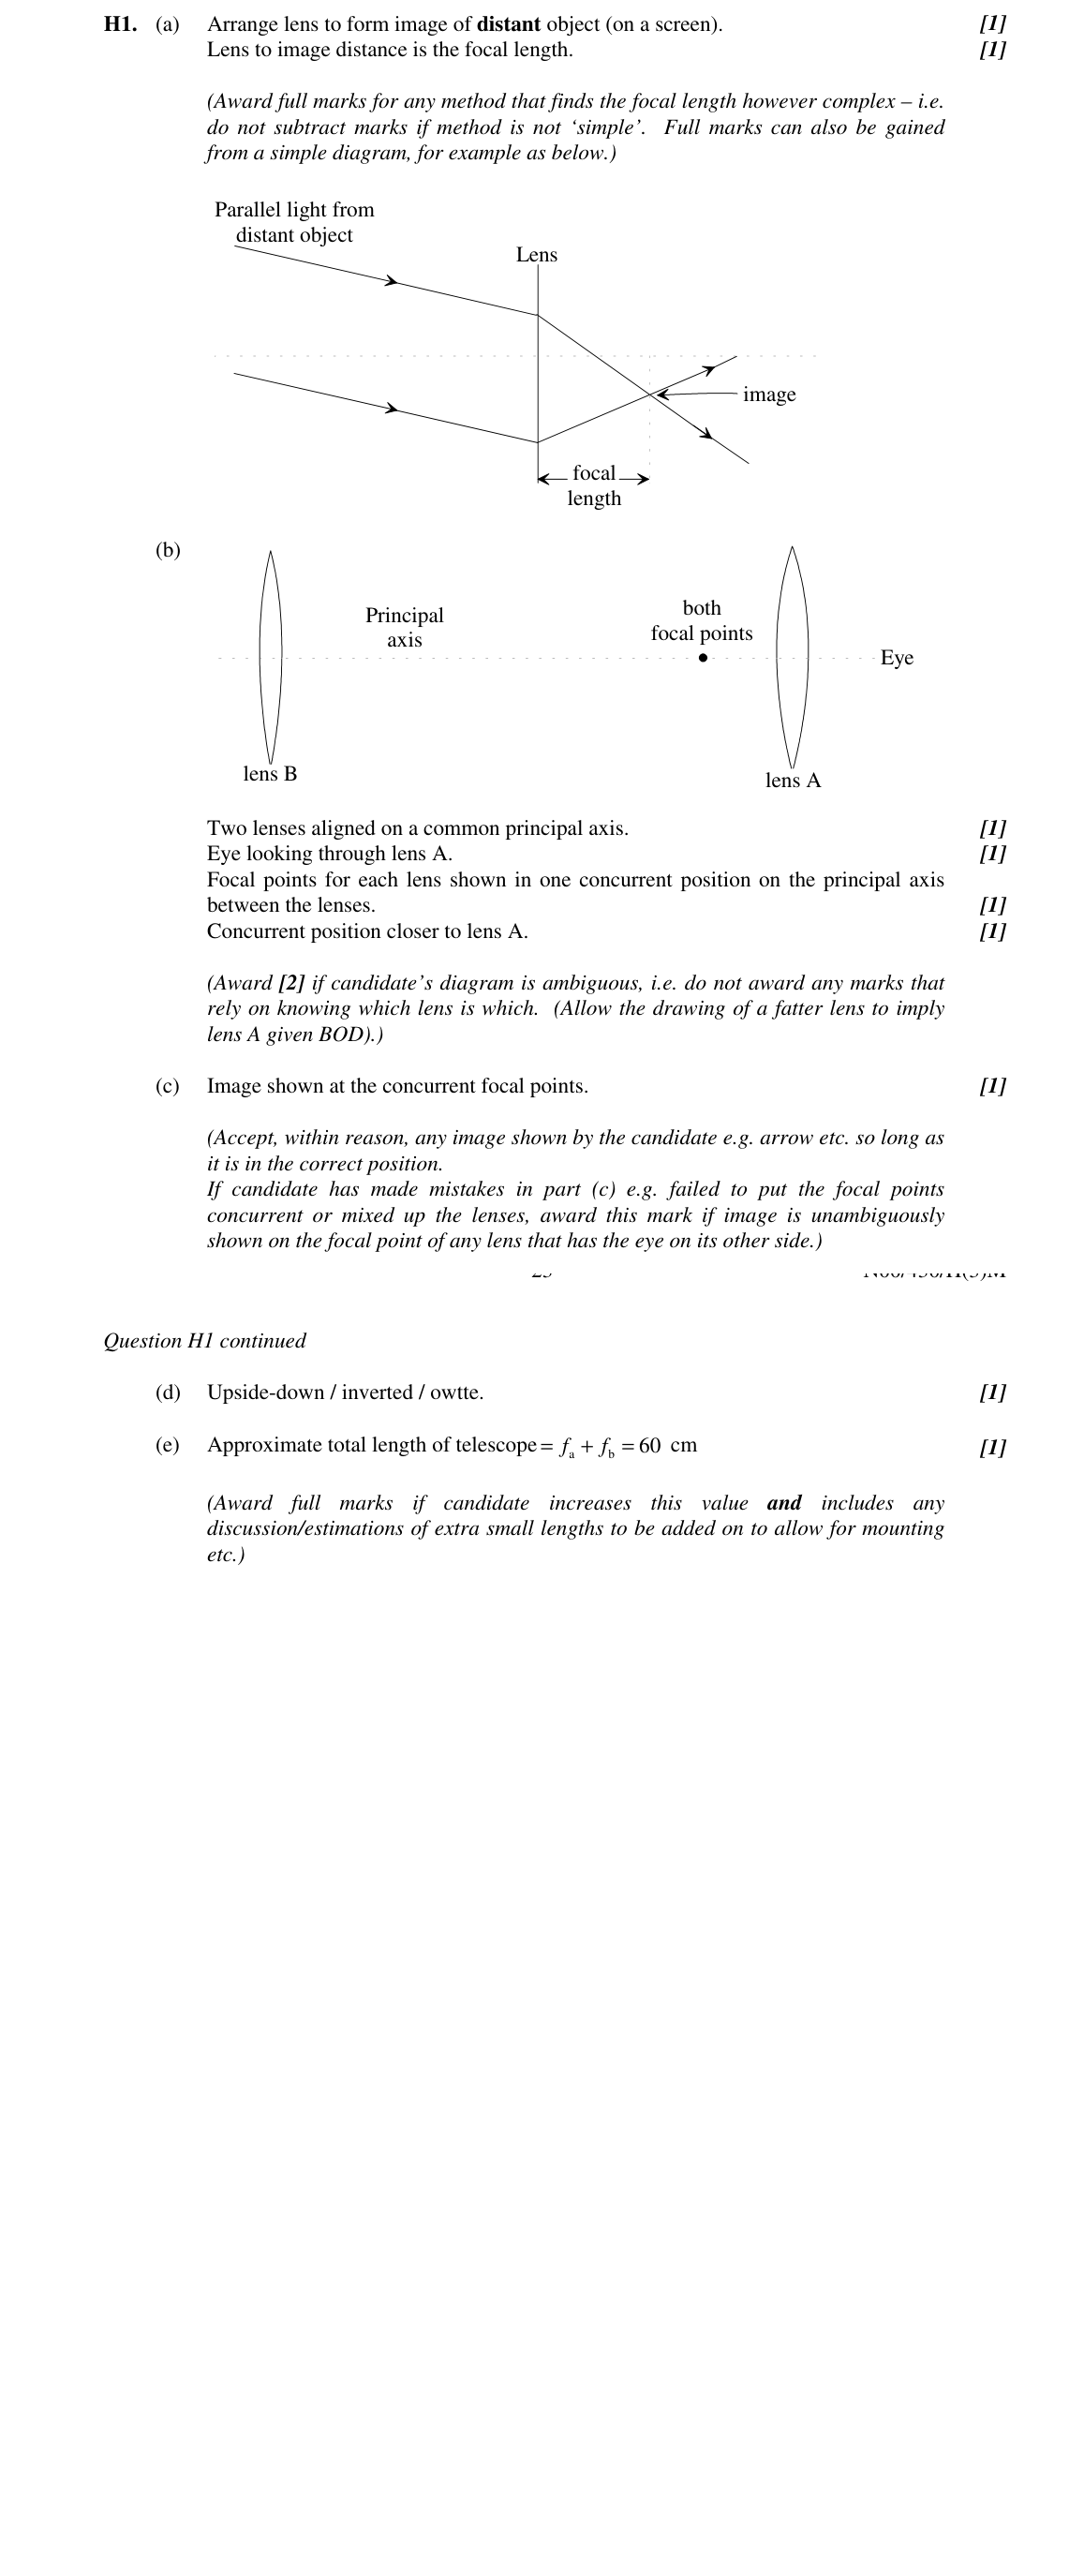 H1. (a) Arrange lens to form image of distant object (on a screen). [1]
Lens to image distance is the focal length. [1]
(Award full marks for any method that finds the focal length however complex – i.e.
do not subtract marks if method is not ‘simple’. Full marks can also be gained
from a simple diagram, for example as below.)
Parallel light from
distant object
Lens
image
focal
length
(b)
Principal
axis
both
focal points
Eye
lens B
lens A
Two lenses aligned on a common principal axis. [1]
Eye looking through lens A. [1]
Focal points for each lens shown in one concurrent position on the principal axis
between the lenses. [1]
Concurrent position closer to lens A. [1]
(Award [2] if candidate’s diagram is ambiguous, i.e. do not award any marks that
rely on knowing which lens is which. (Allow the drawing of a fatter lens to imply
lens A given BOD).)
(c) Image shown at the concurrent focal points. [1]
(Accept, within reason, any image shown by the candidate e.g. arrow etc. so long as
it is in the correct position.
If candidate has made mistakes in part (c) e.g. failed to put the focal points
concurrent or mixed up the lenses, award this mark if image is unambiguously
shown on the focal point of any lens that has the eye on its other side.)
Question H1 continued
(d) Upside-down / inverted / owtte. [1]
(e) Approximate total length of telescope = fa + fb = 60 cm [1]
(Award full marks if candidate increases this value and includes any
discussion/estimations of extra small lengths to be added on to allow for mounting
etc.)